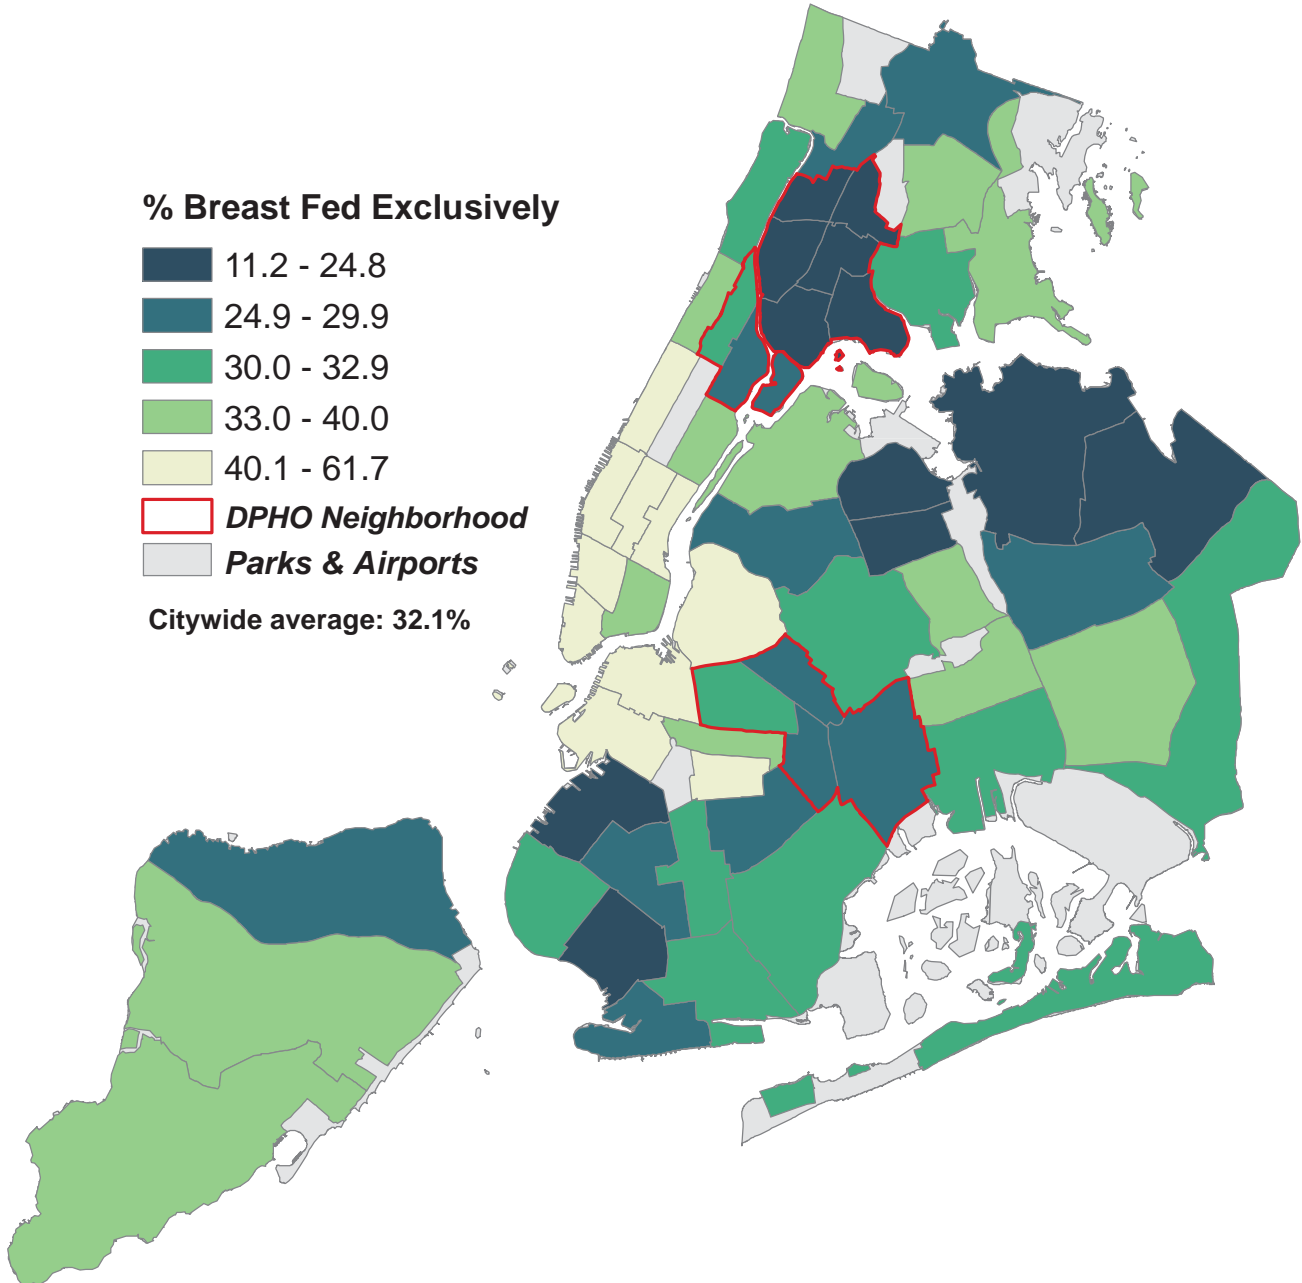 % Breast Fed Exclusively
11.2 - 24.8
24.9 - 29.9
30.0 - 32.9
33.0 - 40.0
40.1 - 61.7
DPHO Neighborhood
Parks & Airports
Citywide average: 32.1%